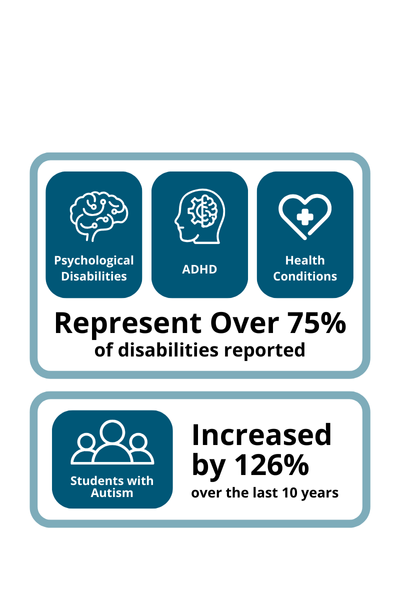 Psychological
Disabilities
ADHD
Health
Conditions
Represent Over 75%
of disabilities reported
Students with
Autism
Increased
by 126%
over the last 10 years